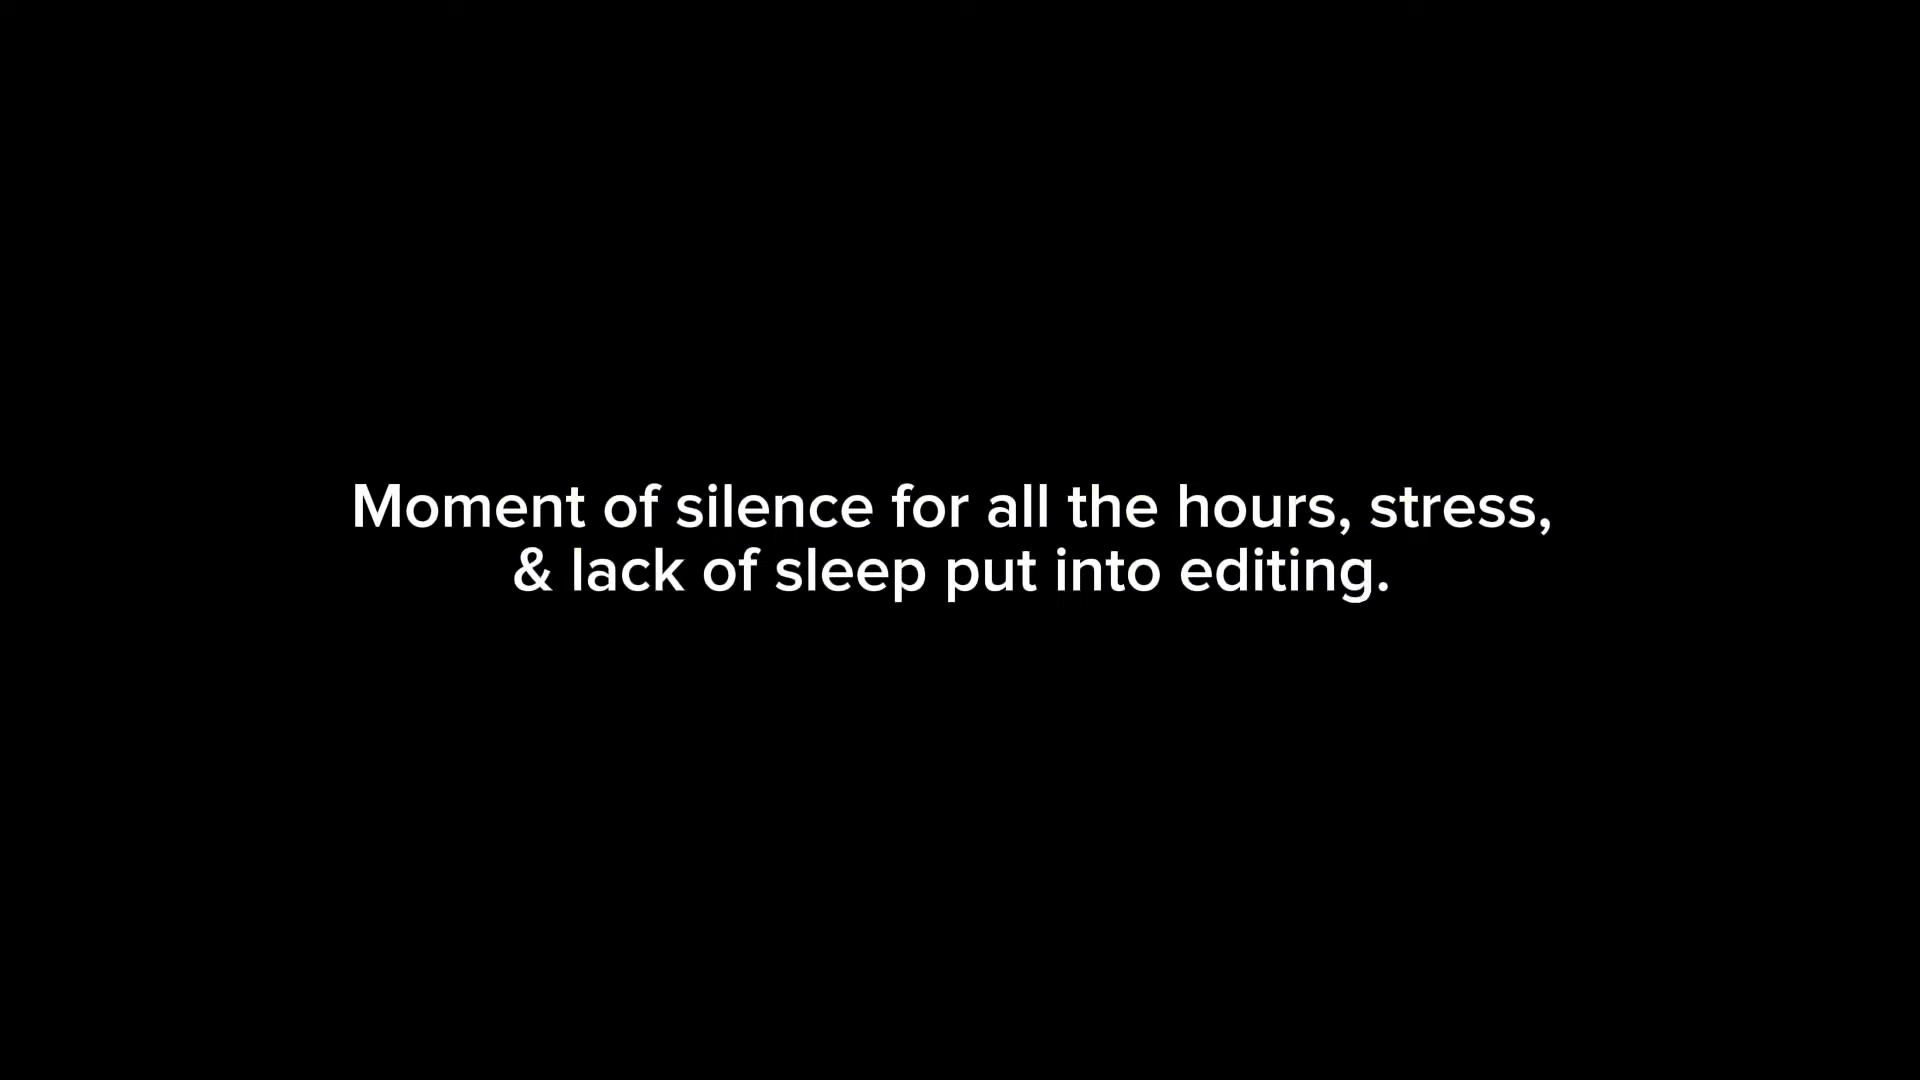 Moment of silence for all the hours, stress,
& lack of sleep put into editing.